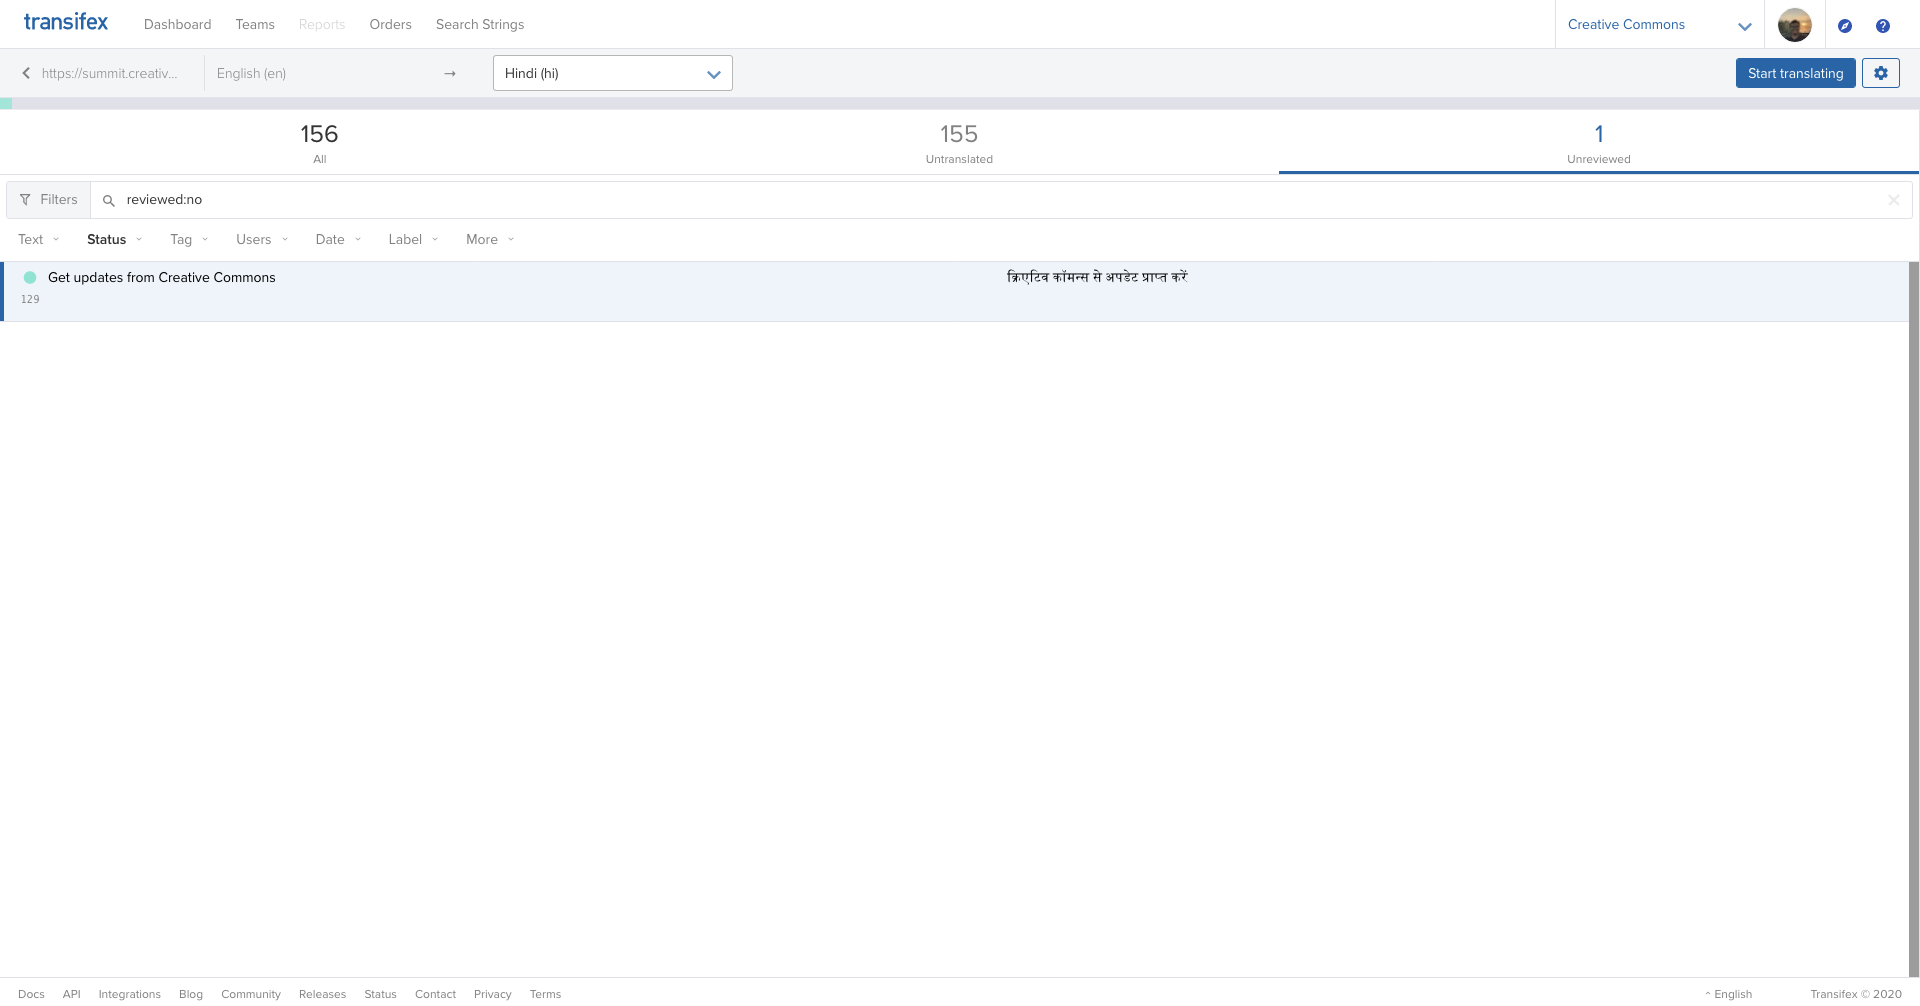 transifex Dashboard Teams Reports Orders Search Strings Creative Commons
https://summit.creativ... English (en) → Hindi (hi) Start translating
156 155 1
All Untranslated Unreviewed
Filters reviewed:no
Text Status Tag Users Date Label More
Get updates from Creative Commons क्रिएटिव कॉमन्स से अपडेट प्राप्त करें
129
Docs API Integrations Blog Community Releases Status Contact Privacy Terms English Transifex © 2020